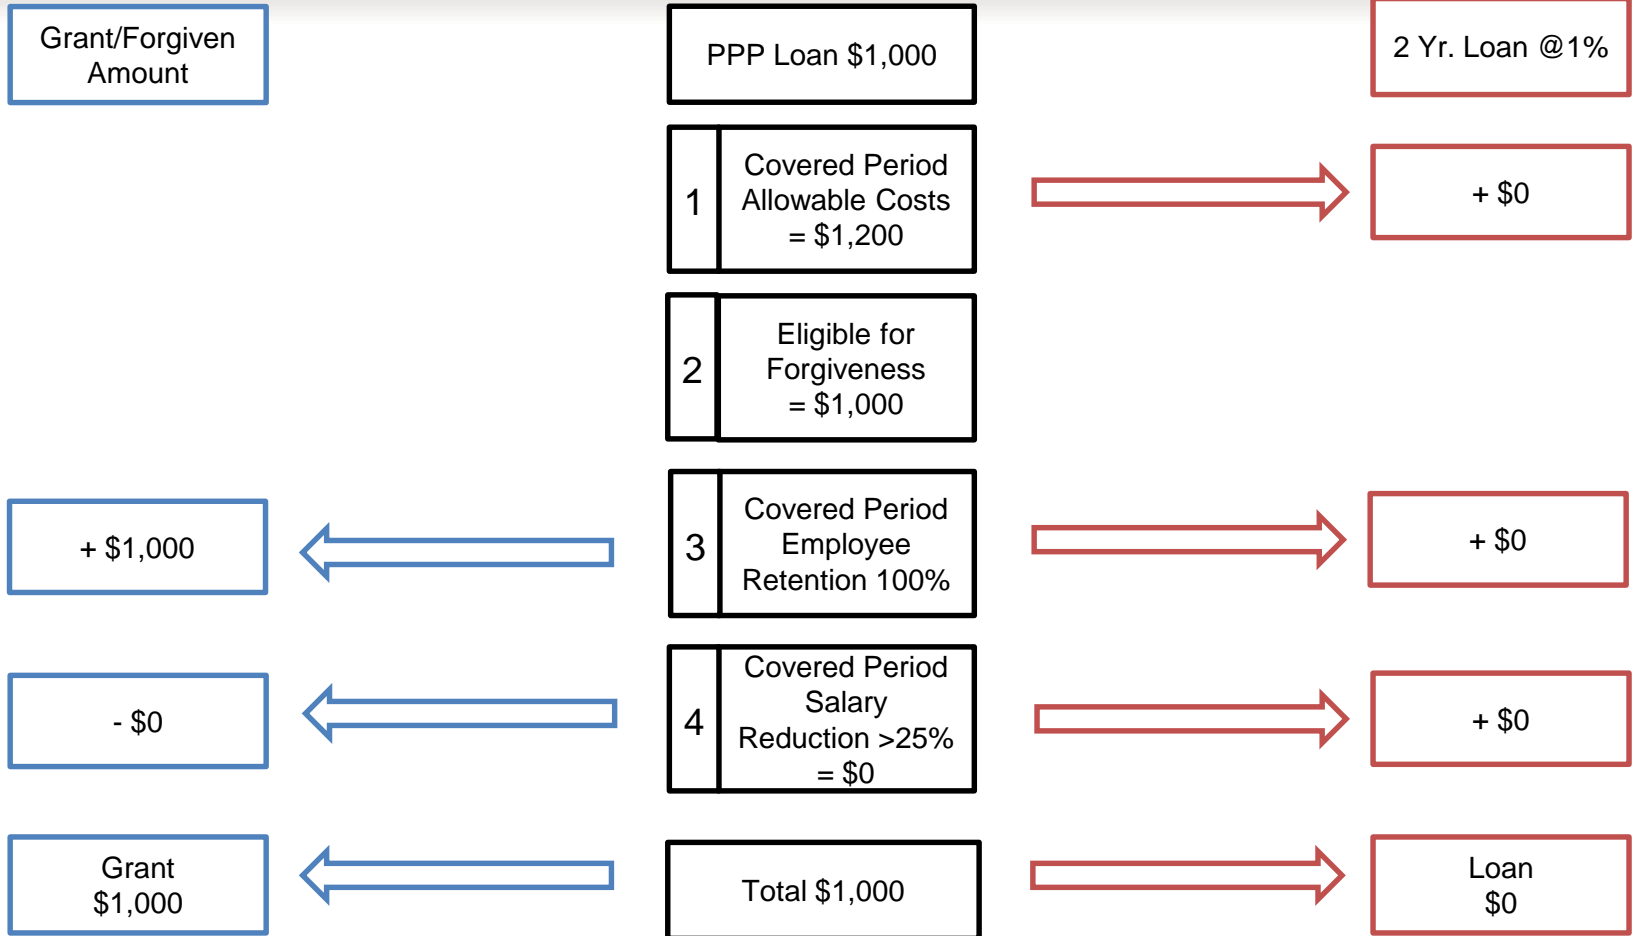 Grant/Forgiven
Amount
PPP Loan $1,000
2 Yr. Loan @1%
1
Covered Period
Allowable Costs
= $1,200
+ $0
2
Eligible for
Forgiveness
= $1,000
+ $1,000
3
Covered Period
Employee
Retention 100%
+ $0
- $0
4
Covered Period
Salary
Reduction >25%
= $0
+ $0
Grant
$1,000
Total $1,000
Loan
$0